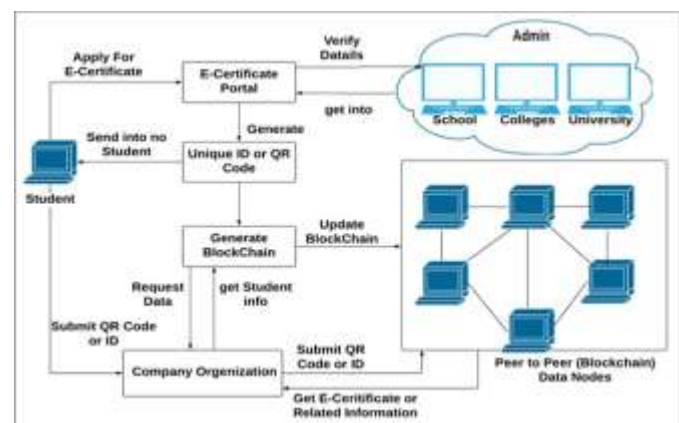 Admin
Verify
Datails
Apply For
E-Certificate
E-Certificate
Portal
get into
School
Colleges
University
Generate
Send into no
Student
Unique ID or QR
Code
Student
Update
BlockChain
Generate
BlockChain
Request
Data
get Student
info
Submit QR Code
or ID
Submit QR
Code or ID
Company Orgenization
Peer to Peer (Blockchain)
Data Nodes
Get E-Ceritificate or
Related Information